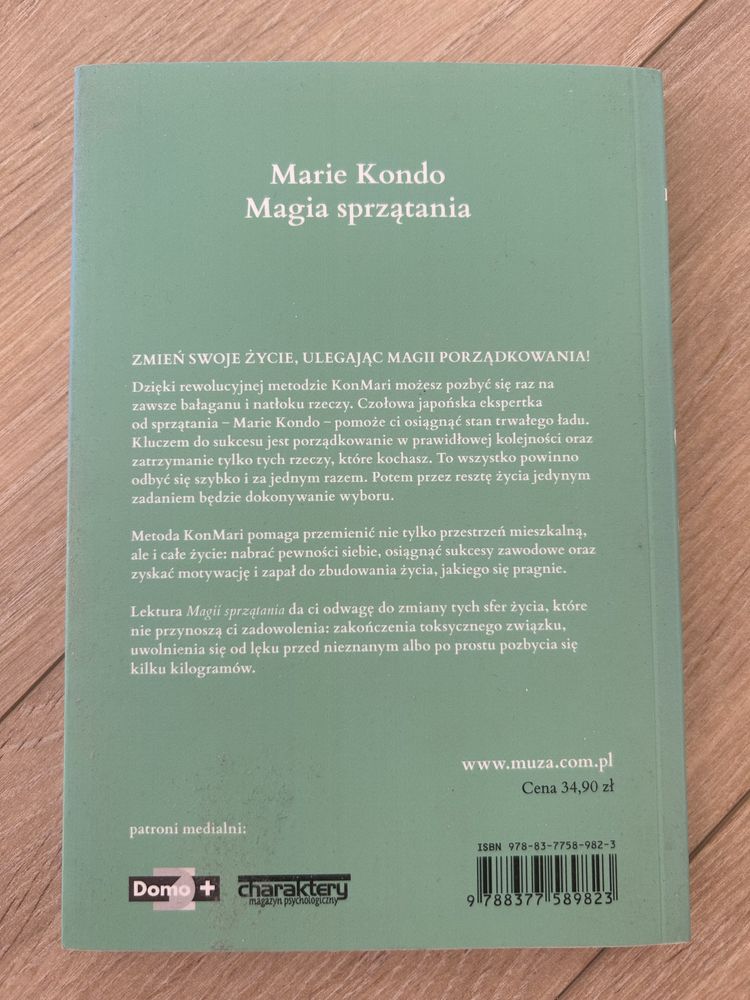 Marie Kondo
Magia sprzątania
ZMIEŃ SWOJE ŻYCIE, ULEGAJĄC MAGII PORZĄDKOWANIA!
Dzięki rewolucyjnej metodzie KonMari możesz pozbyć się raz na
zawsze bałaganu i natłoku rzeczy. Czołowa japońska ekspertka
od sprzątania – Marie Kondo – pomoże ci osiągnąć stan trwałego ładu.
Kluczem do sukcesu jest porządkowanie w prawidłowej kolejności oraz
zatrzymanie tylko tych rzeczy, które kochasz. To wszystko powinno
odbyć się szybko i za jednym razem. Potem przez resztę życia jedynym
zadaniem będzie dokonywanie wyboru.
Metoda KonMari pomaga przemienić nie tylko przestrzeń mieszkalną,
ale i całe życie: nabrać pewności siebie, osiągnąć sukcesy zawodowe oraz
zyskać motywację i zapał do zbudowania życia, jakiego się pragnie.
Lektura Magii sprzątania da ci odwagę do zmiany tych sfer życia, które
nie przynoszą ci zadowolenia: zakończenia toksycznego związku,
uwolnienia się od lęku przed nieznanym albo po prostu pozbycia się
kilku kilogramów.
www.muza.com.pl
Cena 34,90 zł
patroni medialni:
Domo +
charaktery
magazyn psychologiczny
ISBN 978-83-7758-982-3
9 788377 589823